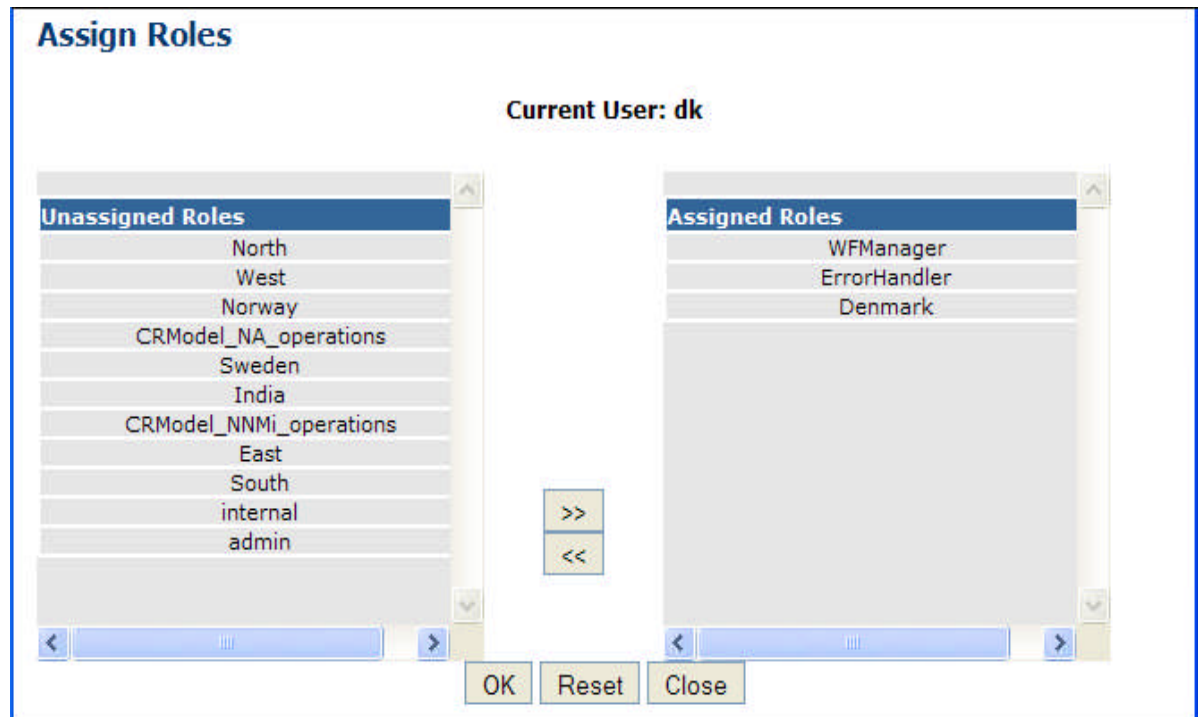 Assign Roles
Current User: dk
Unassigned Roles
North
West
Norway
CRModel_NA_operations
Sweden
India
CRModel_NNMi_operations
East
South
internal
admin
>>
<<
Assigned Roles
WFManager
ErrorHandler
Denmark
OK Reset Close